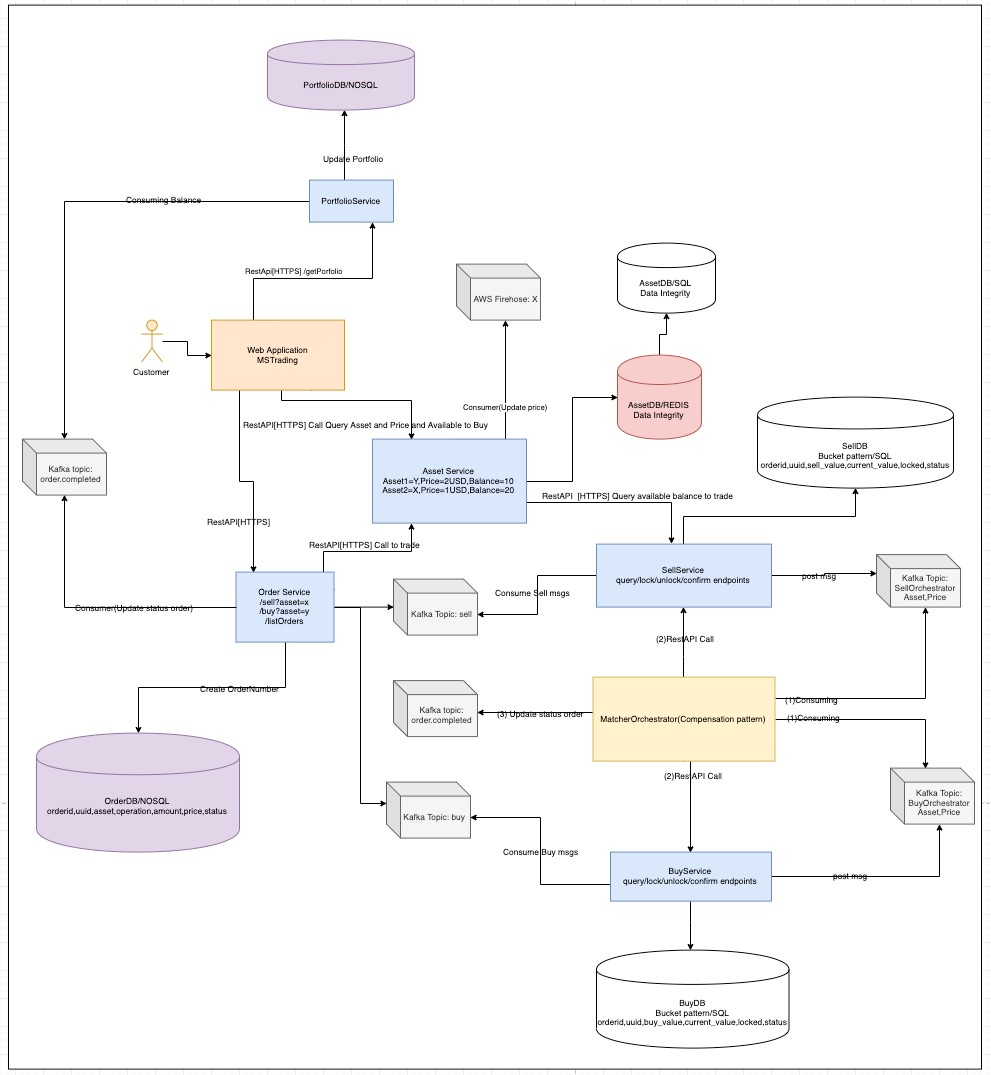 PortfolioDB/NOSQL
Update Portfolio
PortfolioService
Consuming Balance
RestApi[HTTPS] /getPorfolio
AWS Firehose: X
AssetDB/SQL
Data Integrity
Customer
Web Application
MSTrading
Consumer(Update price)
AssetDB/REDIS
Data Integrity
RestAPI[HTTPS] Call Query Asset and Price and Available to Buy
SellDB
Bucket pattern/SQL
orderid,uuid,sell_value,current_value,locked,status
Kafka topic:
order.completed
Asset Service
Asset1=Y,Price=2USD,Balance=10
Asset2=X,Price=1USD,Balance=20
RestAPI [HTTPS] Query available balance to trade
RestAPI[HTTPS]
RestAPI[HTTPS] Call to trade
SellService
query/lock/unlock/confirm endpoints
post msg
Kafka Topic:
SellOrchestrator
Asset,Price
Order Service
/sell?asset=x
/buy?asset=y
/listOrders
Consume Sell msgs
Kafka Topic: sell
Consumer(Update status order)
(2)RestAPI Call
Create OrderNumber
Kafka topic:
order.completed
(3) Update status order
MatcherOrchestrator(Compensation pattern)
(1)Consuming
(1)Consuming
(2)RestAPI Call
Kafka Topic:
BuyOrchestrator
Asset,Price
OrderDB/NOSQL
orderid,uuid,asset,operation,amount,price,status
Kafka Topic: buy
Consume Buy msgs
BuyService
query/lock/unlock/confirm endpoints
post msg
BuyDB
Bucket pattern/SQL
orderid,uuid,buy_value,current_value,locked,status